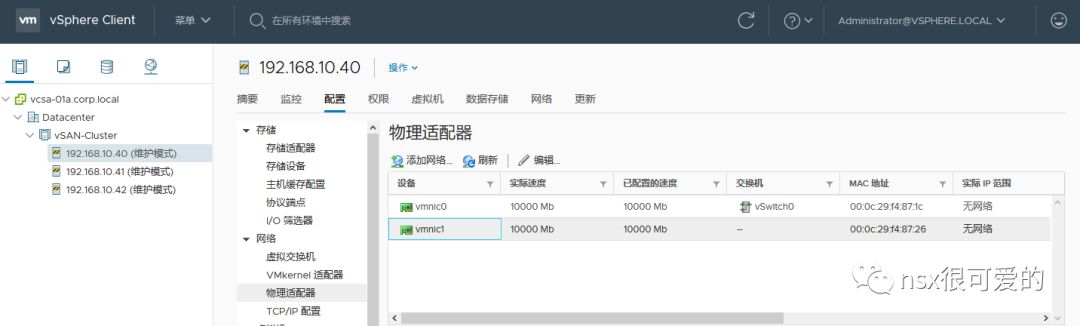 vm vSphere Client 菜单 在所有环境中搜索 Administrator@VSPHERE.LOCAL
192.168.10.40 操作
摘要 监控 配置 权限 虚拟机 数据存储 网络 更新
vcsa-01a.corp.local
Datacenter
vSAN-Cluster
192.168.10.40 (维护模式)
192.168.10.41 (维护模式)
192.168.10.42 (维护模式)
存储
存储适配器
存储设备
主机缓存配置
协议端点
I/O 筛选器
网络
虚拟交换机
VMkernel 适配器
物理适配器
TCP/IP 配置
物理适配器
添加网络... 刷新 编辑...
设备 实际速度 已配置的速度 交换机 MAC 地址 实际 IP 范围
vmnic0 10000 Mb 10000 Mb vSwitch0 00:0c:29:f4:87:1c 无网络
vmnic1 10000 Mb 10000 Mb -- 00:0c:29:f4:87:26 无网络
nsx很可爱的